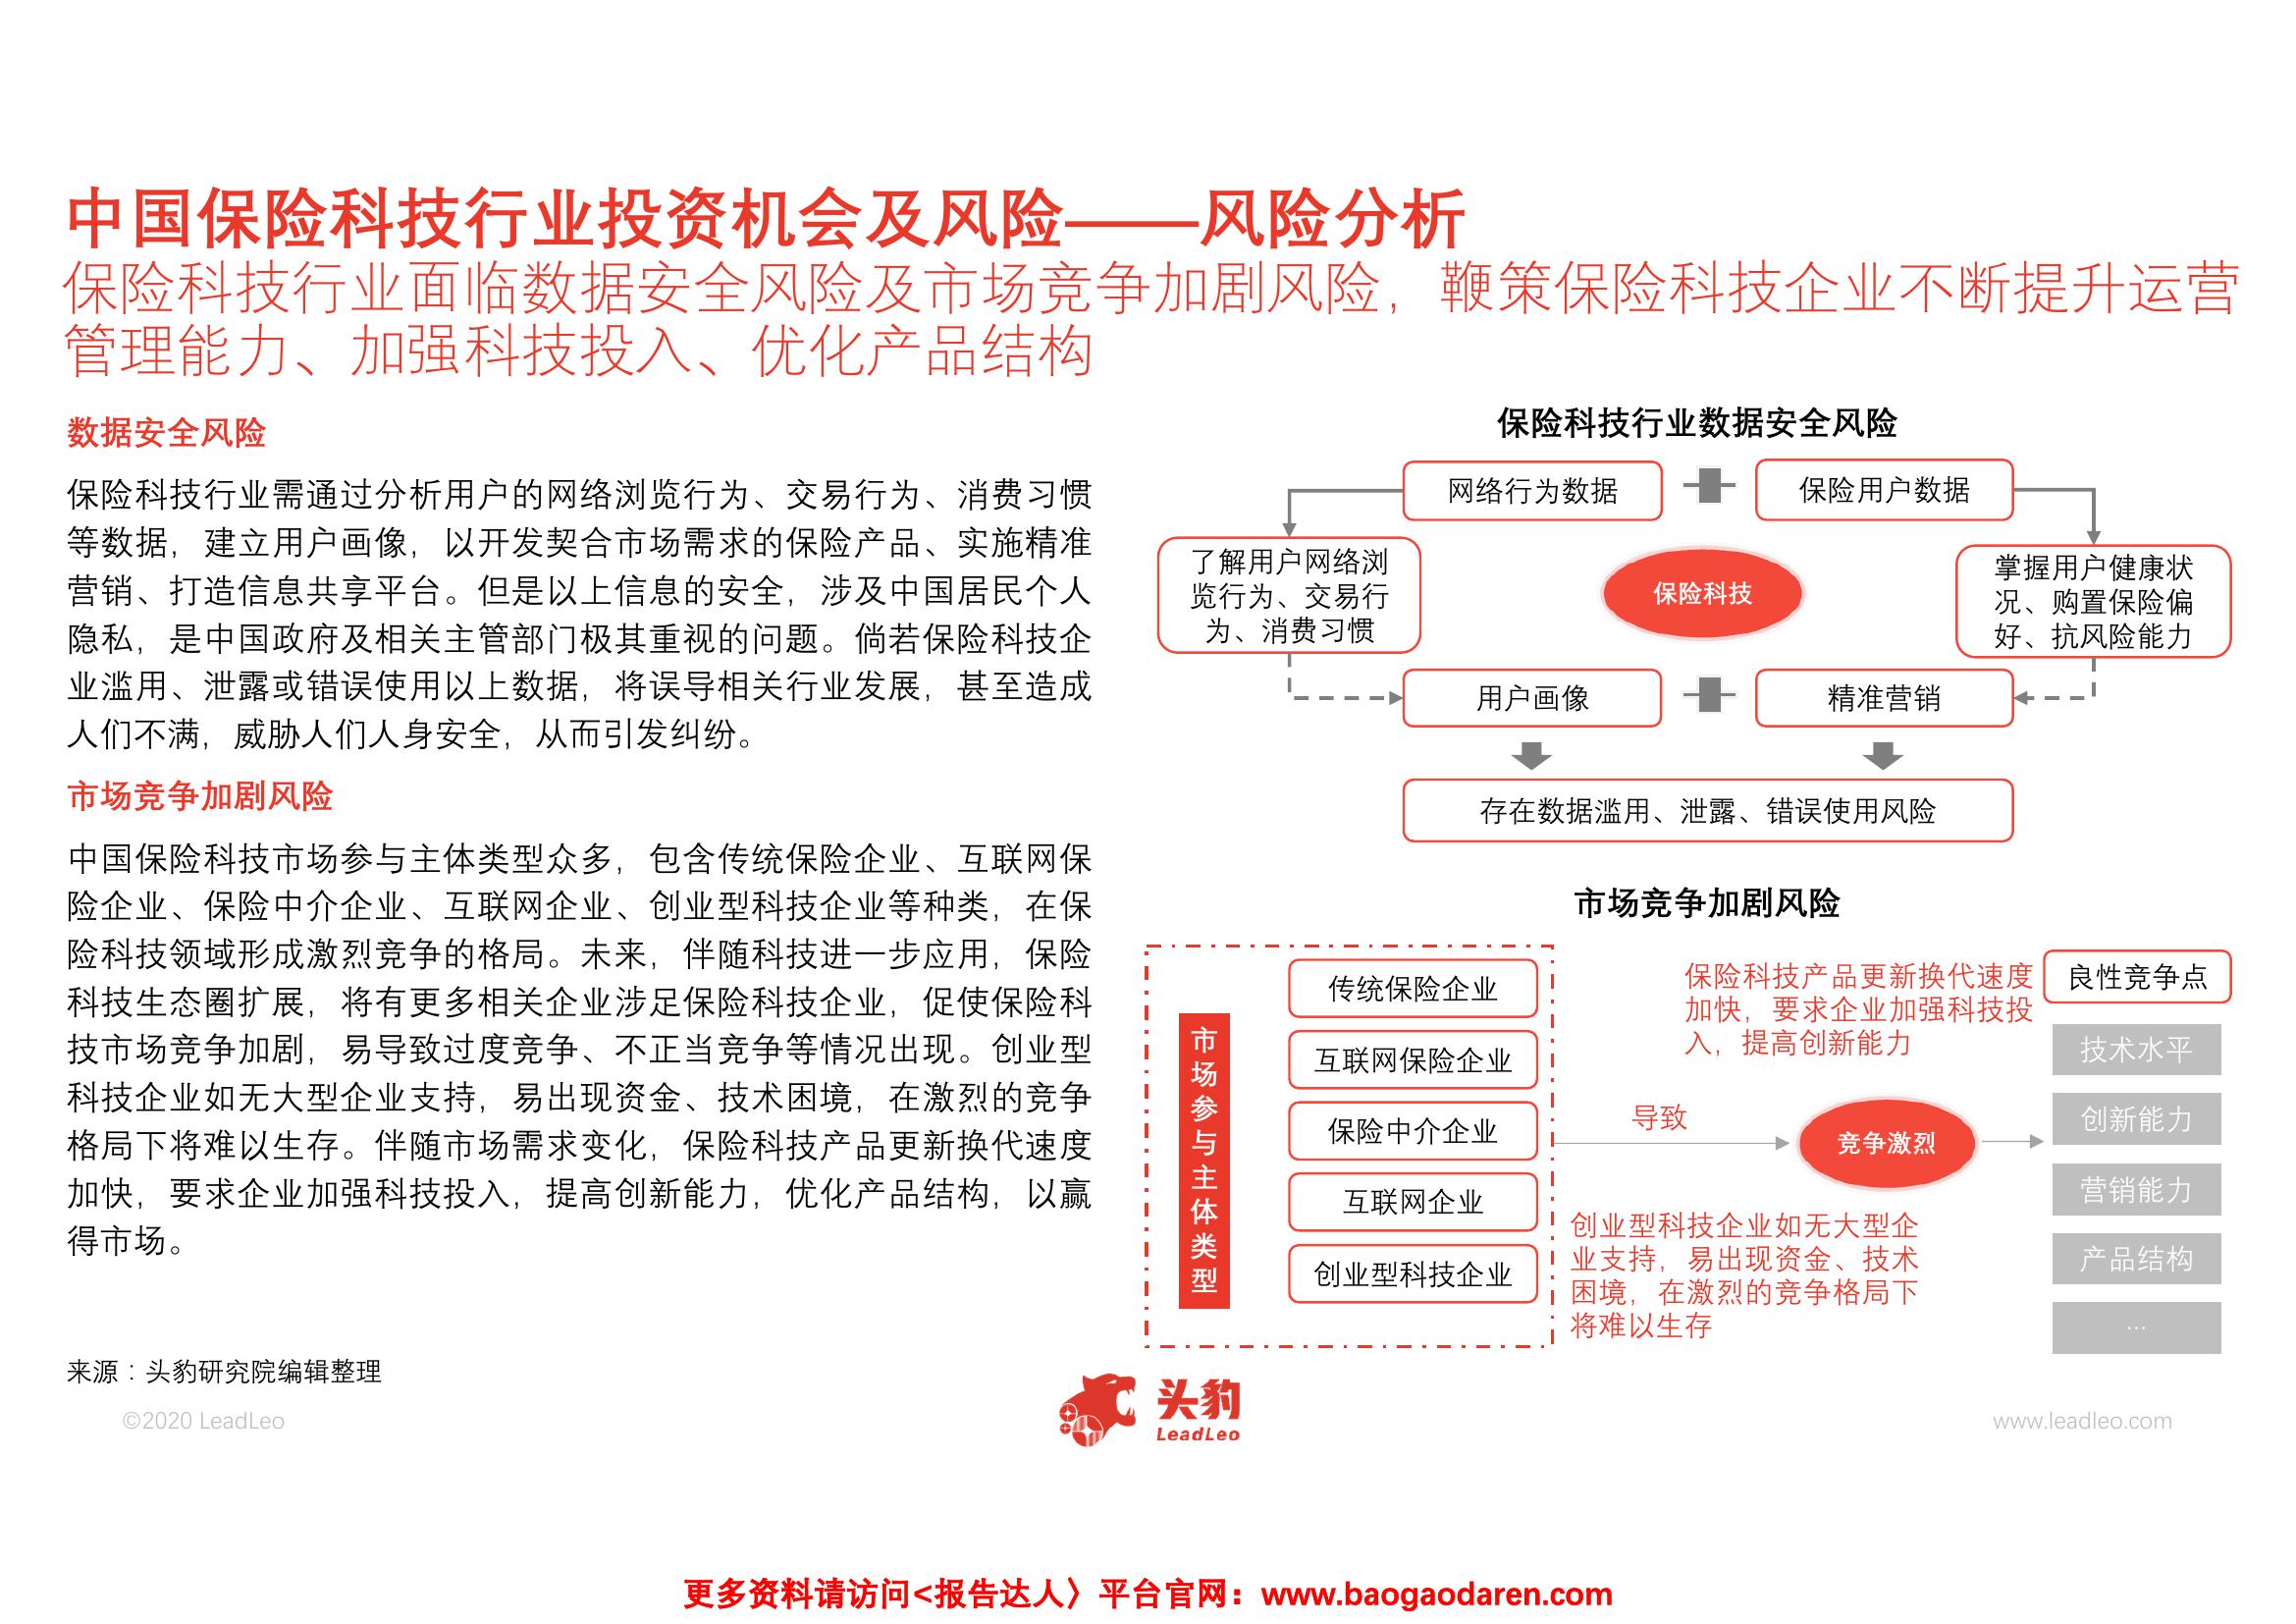 中国保险科技行业投资机会及风险——风险分析
保险科技行业面临数据安全风险及市场竞争加剧风险，鞭策保险科技企业不断提升运营
管理能力、加强科技投入、优化产品结构
数据安全风险
保险科技行业需通过分析用户的网络浏览行为、交易行为、消费习惯
等数据，建立用户画像，以开发契合市场需求的保险产品、实施精准
营销、打造信息共享平台。但是以上信息的安全，涉及中国居民个人
隐私，是中国政府及相关主管部门极其重视的问题。倘若保险科技企
业滥用、泄露或错误使用以上数据，将误导相关行业发展，甚至造成
人们不满，威胁人们人身安全，从而引发纠纷。
市场竞争加剧风险
中国保险科技市场参与主体类型众多，包含传统保险企业、互联网保
险企业、保险中介企业、互联网企业、创业型科技企业等种类，在保
险科技领域形成激烈竞争的格局。未来，伴随科技进一步应用，保险
科技生态圈扩展，将有更多相关企业涉足保险科技企业，促使保险科
技市场竞争加剧，易导致过度竞争、不正当竞争等情况出现。创业型
科技企业如无大型企业支持，易出现资金、技术困境，在激烈的竞争
格局下将难以生存。伴随市场需求变化，保险科技产品更新换代速度
加快，要求企业加强科技投入，提高创新能力，优化产品结构，以赢
得市场。
保险科技行业数据安全风险
网络行为数据
保险用户数据
了解用户网络浏
览行为、交易行
为、消费习惯
保险科技
掌握用户健康状
况、购置保险偏
好、抗风险能力
用户画像
精准营销
存在数据滥用、泄露、错误使用风险
市场竞争加剧风险
市场参与主体类型
传统保险企业
互联网保险企业
保险中介企业
互联网企业
创业型科技企业
保险科技产品更新换代速度
加快，要求企业加强科技投
入，提高创新能力
导致
竞争激烈
创业型科技企业如无大型企
业支持，易出现资金、技术
困境，在激烈的竞争格局下
将难以生存
良性竞争点
技术水平
创新能力
营销能力
产品结构
...
来源：头豹研究院编辑整理
©2020 LeadLeo
头豹
LeadLeo
www.leadleo.com
更多资料请访问<报告达人〉平台官网：www.baogaodaren.com